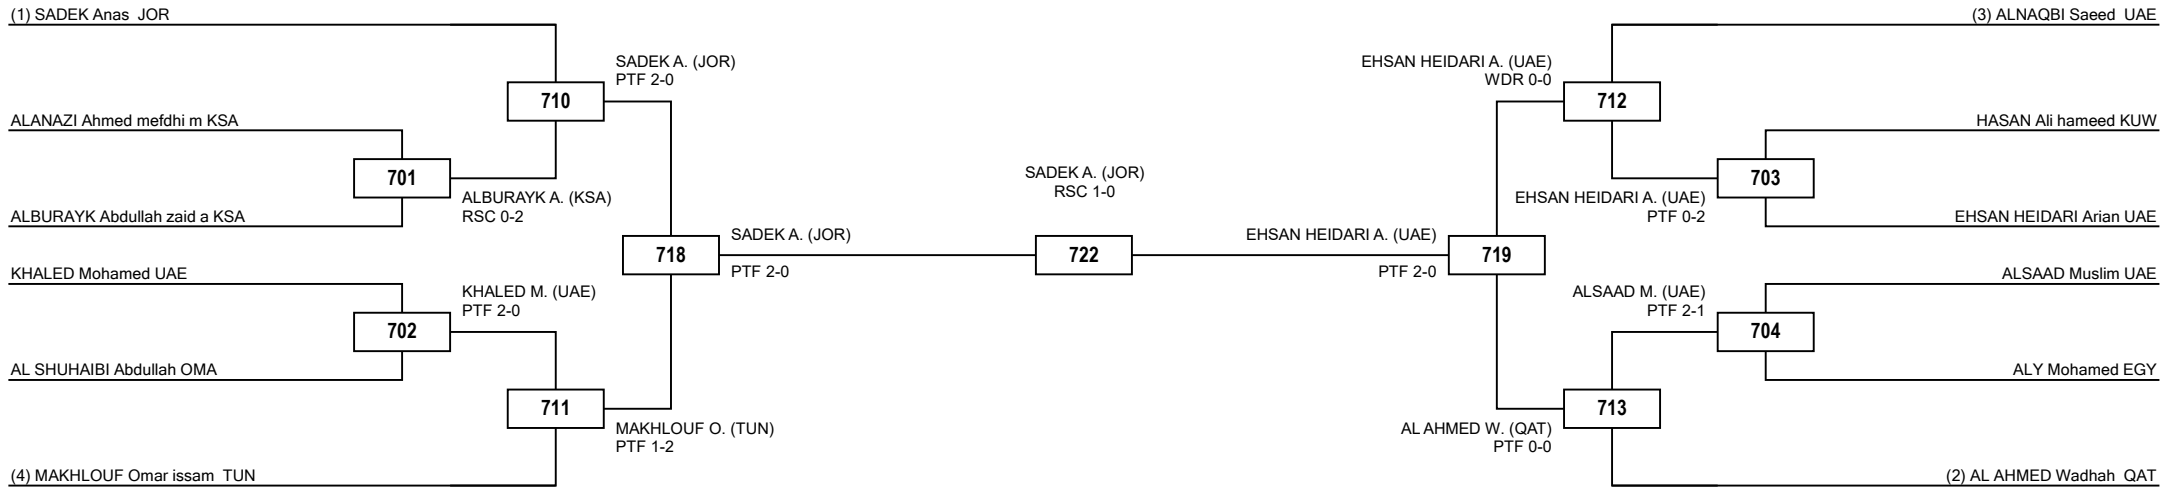 (1) SADEK Anas  JOR
ALANAZI Ahmed mefdhi m KSA
ALBURAYK Abdullah zaid a KSA
KHALED Mohamed UAE
AL SHUHAIBI Abdullah OMA
(4) MAKHLOUF Omar issam  TUN
701
ALBURAYK A. (KSA)
RSC 0-2
702
KHALED M. (UAE)
PTF 2-0
710
SADEK A. (JOR)
PTF 2-0
711
MAKHLOUF O. (TUN)
PTF 1-2
718
SADEK A. (JOR)
PTF 2-0
SADEK A. (JOR)
RSC 1-0
722
EHSAN HEIDARI A. (UAE)
PTF 2-0
719
EHSAN HEIDARI A. (UAE)
WDR 0-0
712
AL AHMED W. (QAT)
PTF 0-0
713
EHSAN HEIDARI A. (UAE)
PTF 0-2
703
ALSAAD M. (UAE)
PTF 2-1
704
(3) ALNAQBI Saeed  UAE
HASAN Ali hameed KUW
EHSAN HEIDARI Arian UAE
ALSAAD Muslim UAE
ALY Mohamed EGY
(2) AL AHMED Wadhah  QAT